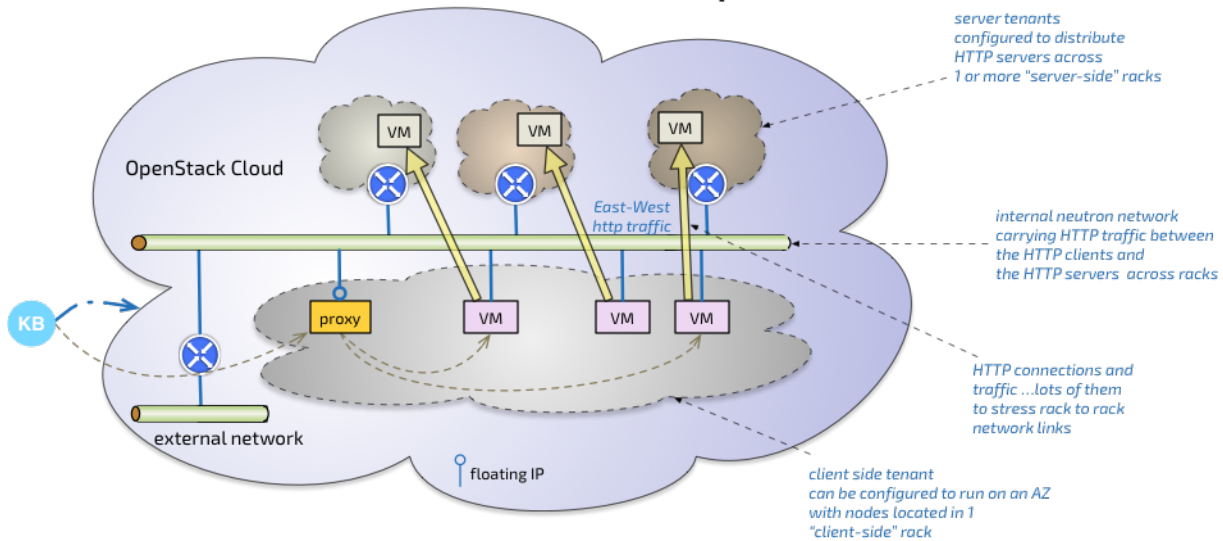 server tenants
configured to distribute
HTTP servers across
1 or more “server-side” racks
VM
VM
VM
OpenStack Cloud
East-West
http traffic
internal neutron network
carrying HTTP traffic between
the HTTP clients and
the HTTP servers across racks
KB
proxy
VM
VM
VM
HTTP connections and
traffic ...lots of them
to stress rack to rack
network links
external network
floating IP
client side tenant
can be configured to run on an AZ
with nodes located in 1
“client-side” rack